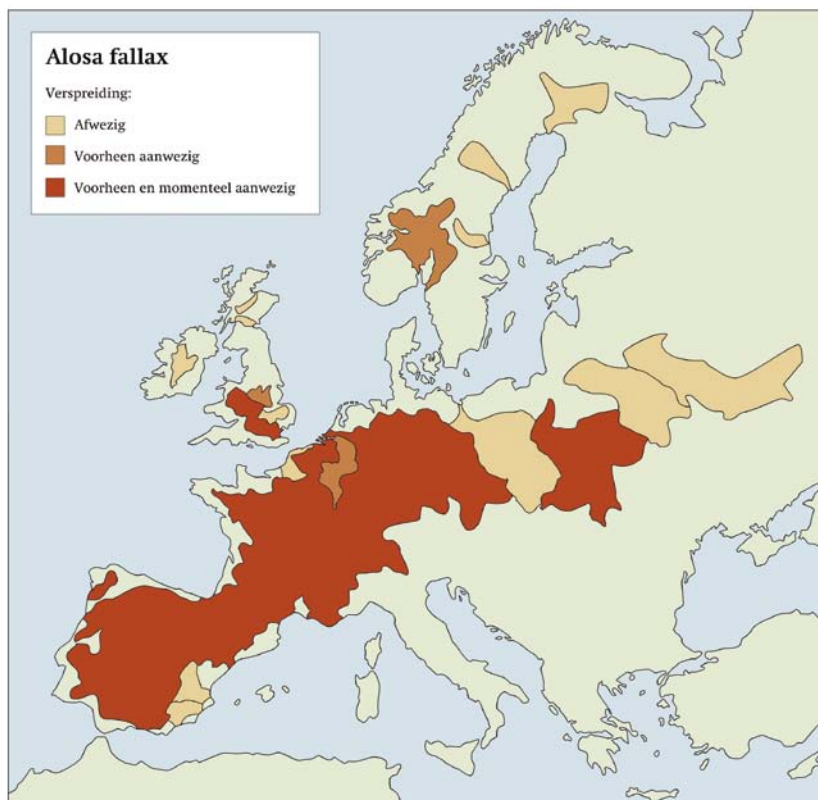 Alosa fallax
Verspreiding:
Afwezig
Voorheen aanwezig
Voorheen en momenteel aanwezig